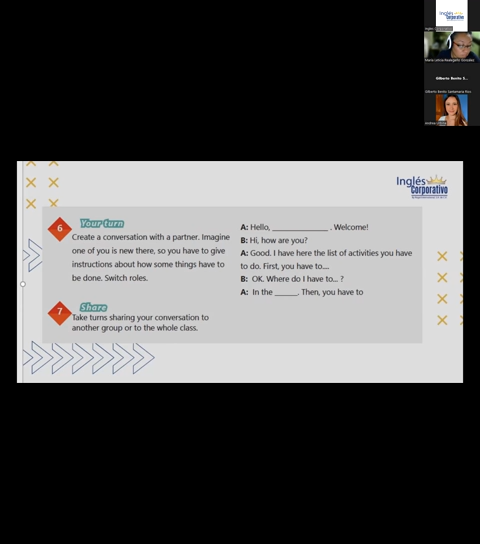 Inglés
Corporativo
Gilberto Benito S...
Inglés
Corporativo
6
Your turn
Create a conversation with a partner. Imagine
one of you is new there, so you have to give
instructions about how some things have to
be done. Switch roles.
7
Share
Take turns sharing your conversation to
another group or to the whole class.
A: Hello, ______________ . Welcome!
B: Hi, how are you?
A: Good. I have here the list of activities you have
to do. First, you have to....
B: OK. Where do I have to... ?
A: In the ______. Then, you have to